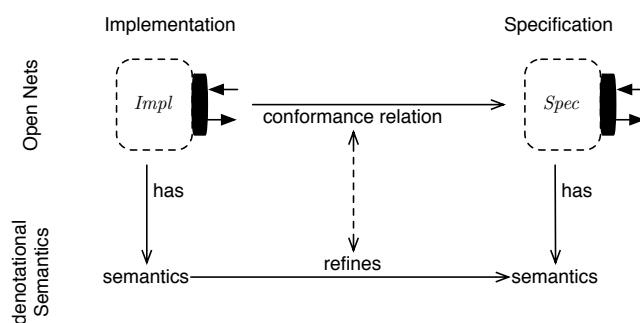 Implementation
Specification
Open Nets
Impl
conformance relation
Spec
has
has
denotational
Semantics
semantics
refines
semantics